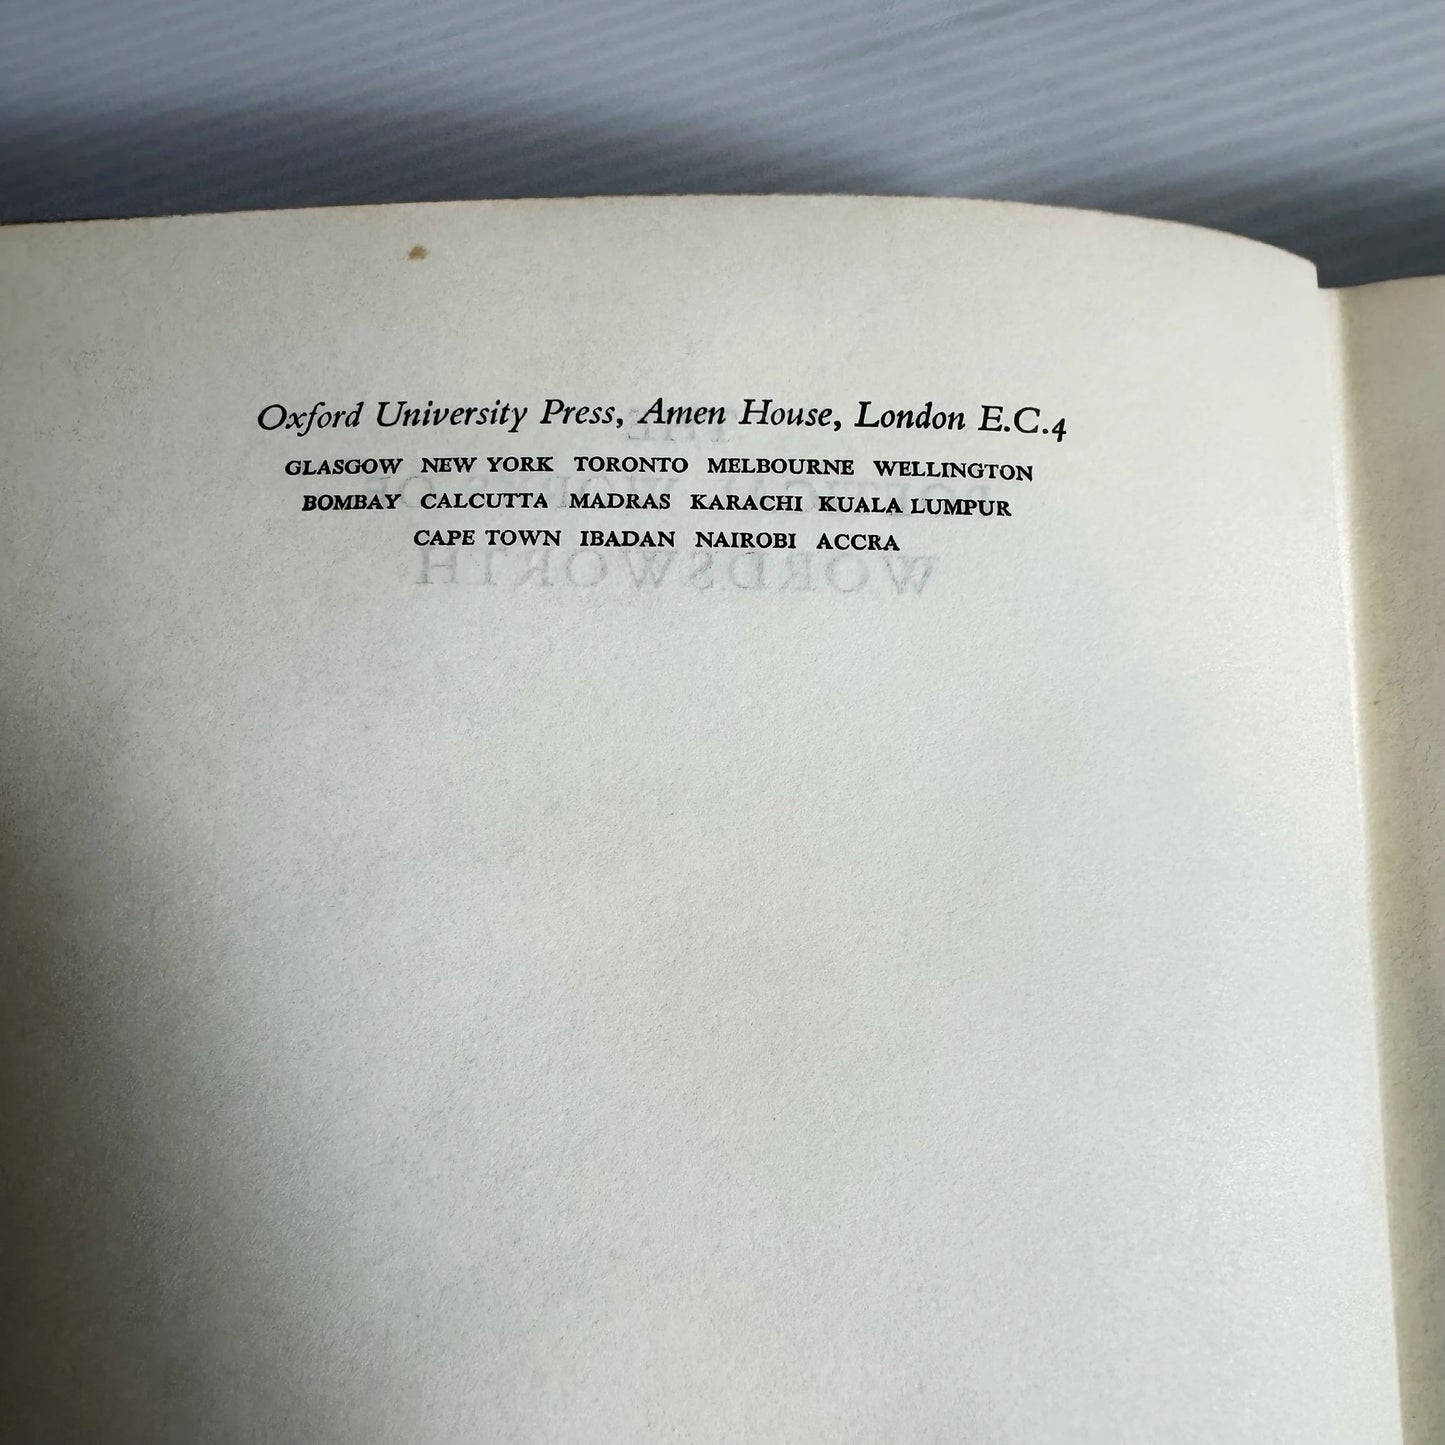 Oxford University Press, Amen House, London E.C.4
GLASGOW NEW YORK TORONTO MELBOURNE WELLINGTON
BOMBAY CALCUTTA MADRAS KARACHI KUALA LUMPUR
CAPE TOWN IBADAN NAIROBI ACCRA
WORDSWORTH